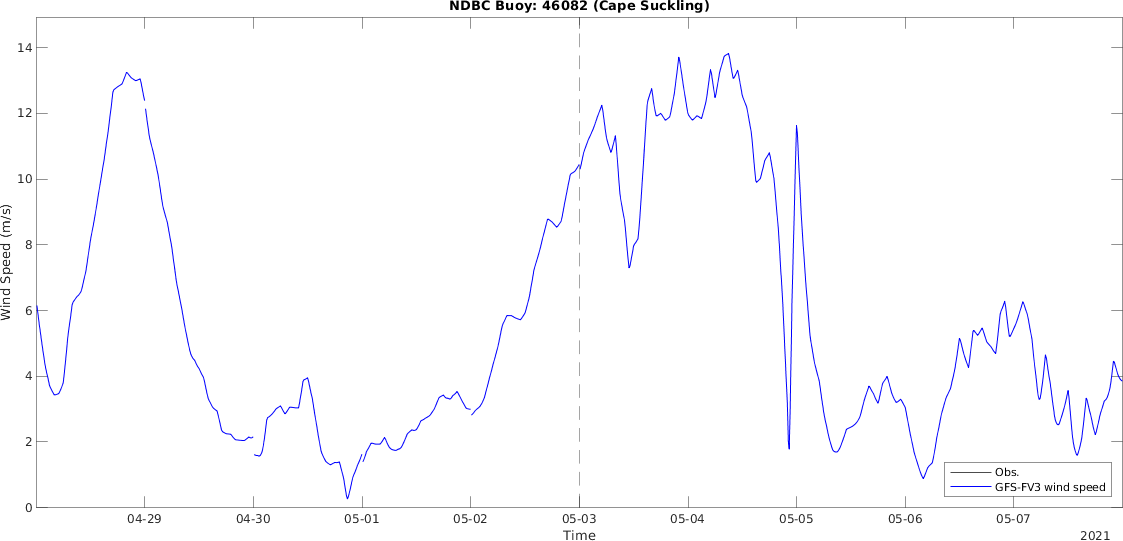 NDBC Buoy: 46082 (Cape Suckling)
Wind Speed (m/s)
14
12
10
8
6
4
2
0
04-29 04-30 05-01 05-02 05-03 05-04 05-05 05-06 05-07
Time
2021
Obs.
GFS-FV3 wind speed